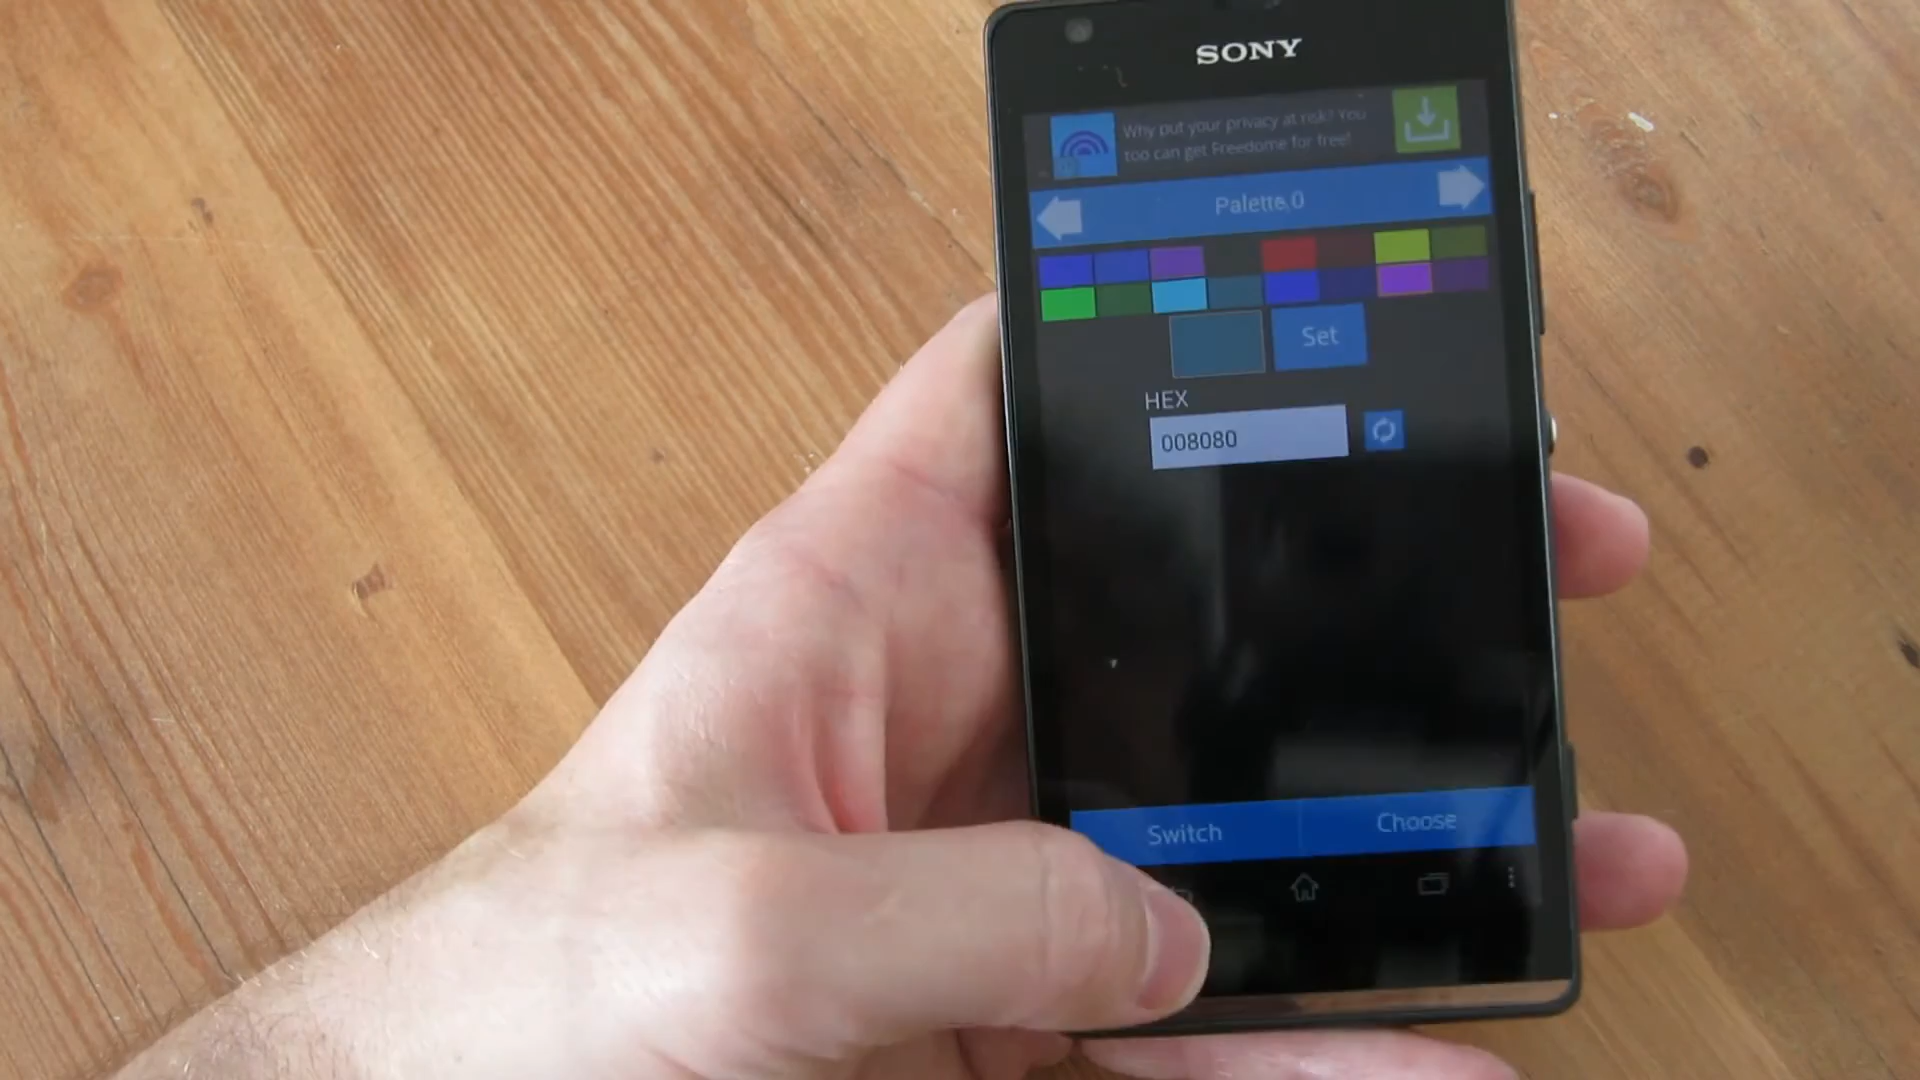 SONY
Why put your privacy at risk? You
too can get Freedome for free!
Palette 0
Set
HEX
008080
Switch
Choose